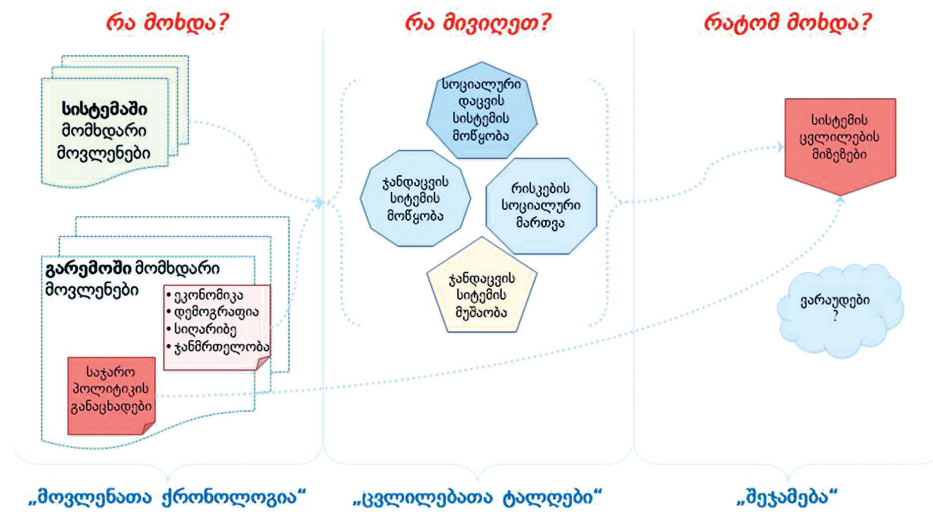 რა მოხდა?
რა მივიღეთ?
რატომ მოხდა?
სისტემაში
მომხდარი
მოვლენები
გარემოში მომხდარი
მოვლენები
• ეკონომიკა
• დემოგრაფია
• სიღარიბე
• ჯანმრთელობა
საჯარო
პოლიტიკის
განაცხადები
სოციალური
დაცვის
სისტემის
მოწყობა
ჯანდაცვის
სიტემის
მოწყობა
რისკების
სოციალური
მართვა
ჯანდაცვის
სიტემის
მუშაობა
სისტემის
ცვლილების
მიზეზები
ვარაუდები
?
„მოვლენათა ქრონოლოგია“
„ცვლილებათა ტალღები“
„შეჯამება“